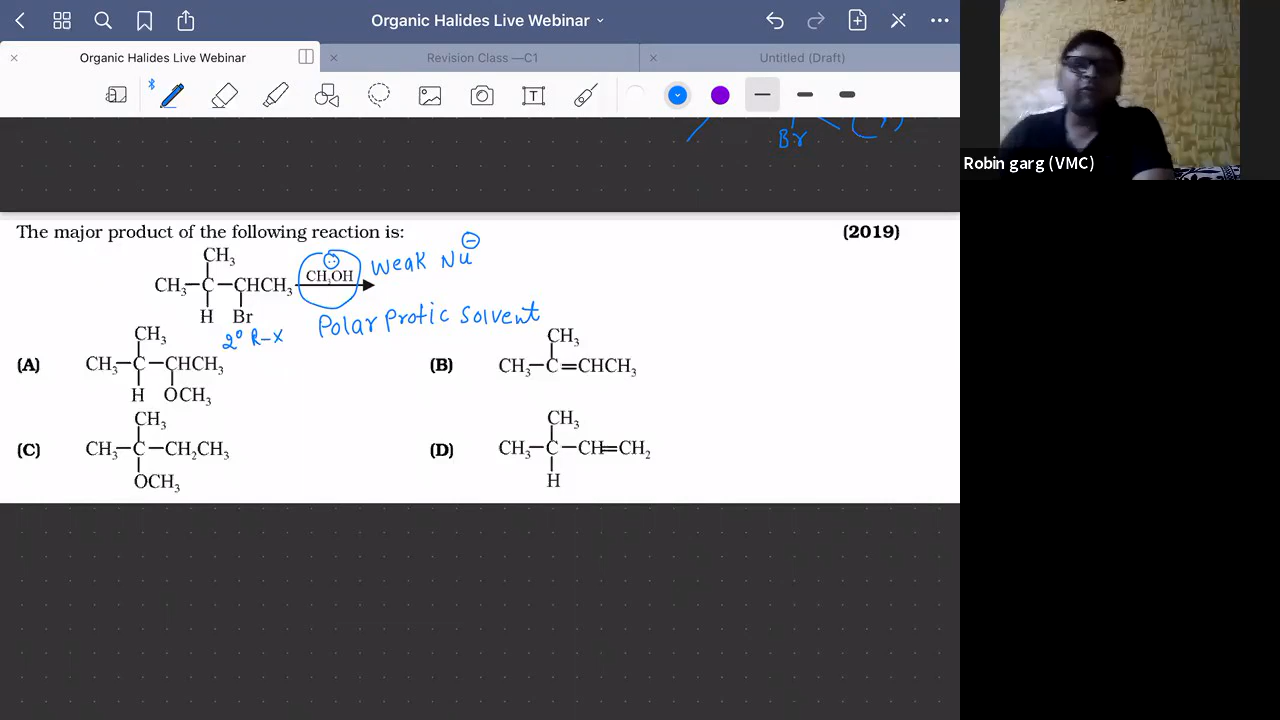 Organic Halides Live Webinar
Organic Halides Live Webinar
Revision Class —C1
Untitled (Draft)
T
Br
Robin garg (VMC)
The major product of the following reaction is: (2019)
CH₃
CH₃—C—CHCH₃ CH₃OH weak Nu⊖
H Br
2° R-X Polar protic solvent
(A)
CH₃
CH₃—C—CHCH₃
H OCH₃
(B)
CH₃
CH₃—C=CHCH₃
(C)
CH₃
CH₃—C—CH₂CH₃
OCH₃
(D)
CH₃
CH₃—C—CH=CH₂
H